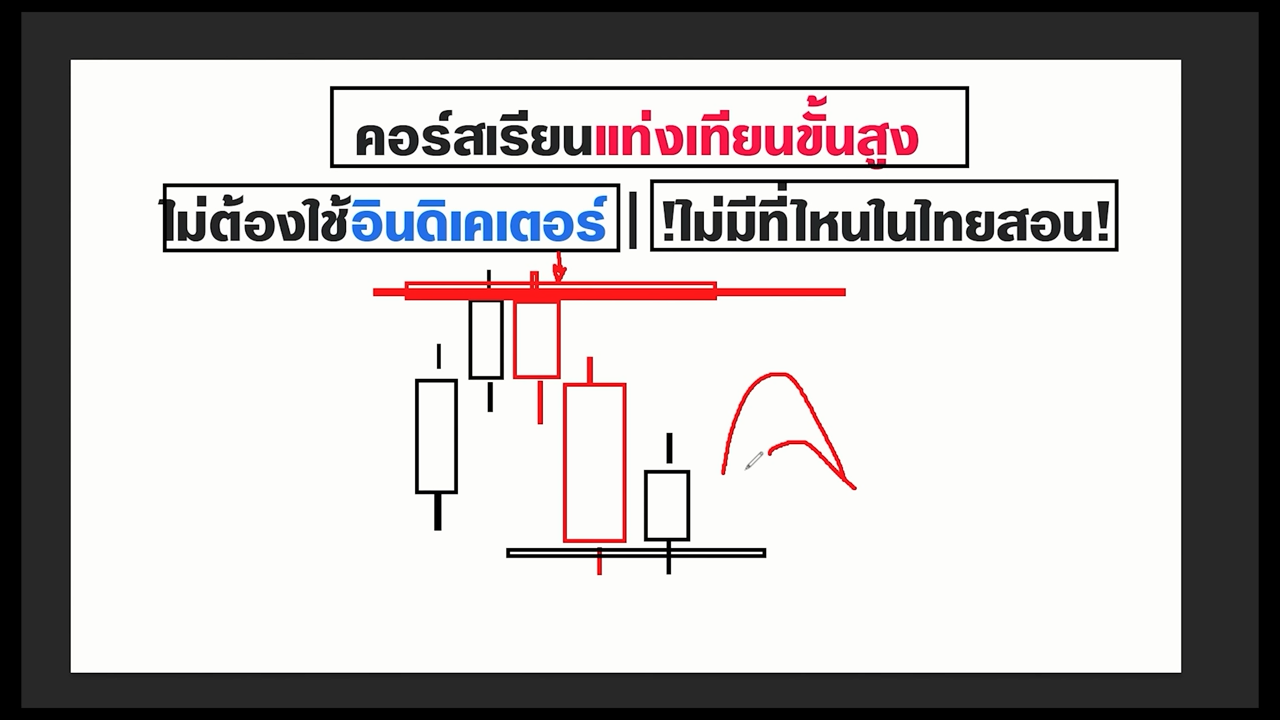 คอร์สเรียนแท่งเทียนขั้นสูง
ไม่ต้องใช้อินดิเคเตอร์ | !ไม่มีที่ไหนในไทยสอน!